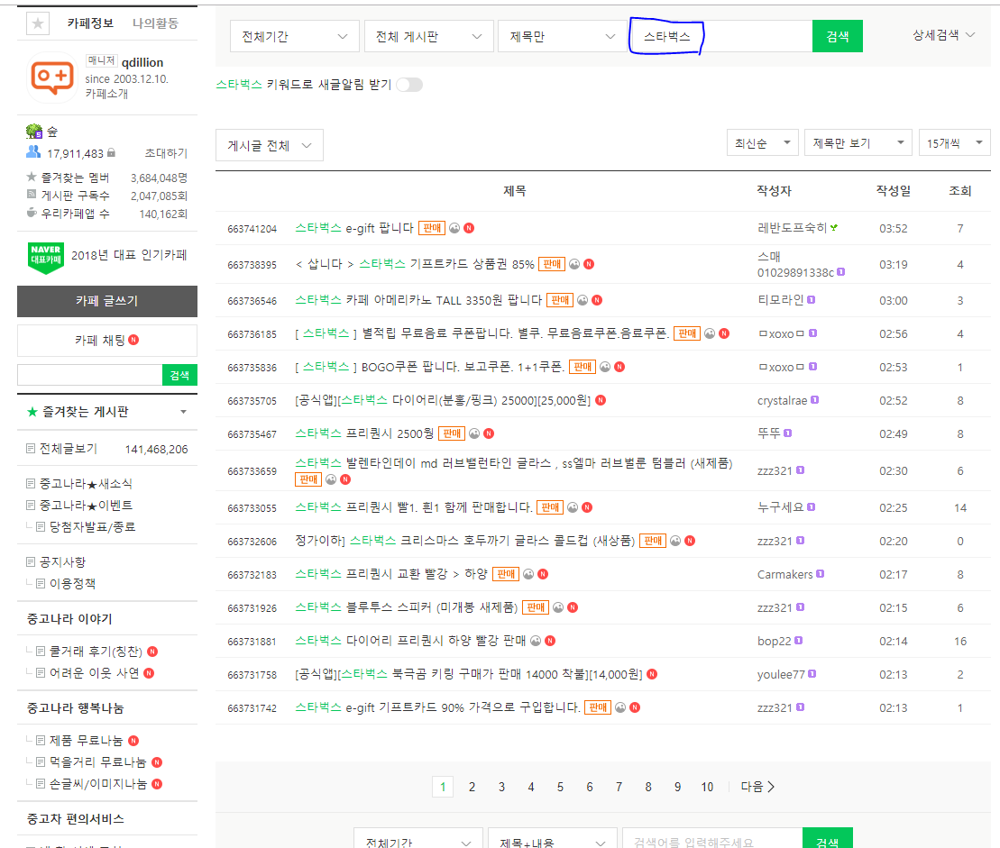 카페정보 나의활동
매니저 qdillion
since 2003.12.10.
카페소개
숲
17,911,483 초대하기
즐겨찾는 멤버 3,684,048명
게시판 구독수 2,047,085회
우리카페앱 수 140,162회
NAVER 대표카페 2018년 대표 인기카페
카페 글쓰기
카페 채팅 N
검색
즐겨찾는 게시판
전체글보기 141,468,206
중고나라★새소식
중고나라★이벤트
당첨자발표/종료
공지사항
이용정책
중고나라 이야기
쿨거래 후기(칭찬) N
어려운 이웃 사연 N
중고나라 행복나눔
제품 무료나눔 N
먹을거리 무료나눔 N
손글씨/이미지나눔 N
중고차 편의서비스
전체기간 전체 게시판 제목만 스타벅스 검색 상세검색
스타벅스 키워드로 새글알림 받기
게시글 전체 최신순 제목만 보기 15개씩
제목 작성자 작성일 조회
663741204 스타벅스 e-gift 팝니다 판매 N 레반도프숙히 03:52 7
663738395 < 삽니다 > 스타벅스 기프트카드 상품권 85% 판매 N 스매 01029891338c 1 03:19 4
663736546 스타벅스 카페 아메리카노 TALL 3350원 팝니다 판매 N 티모라인 1 03:00 3
663736185 [ 스타벅스 ] 별적립 무료음료 쿠폰팝니다. 별쿠. 무료음료쿠폰.음료쿠폰. 판매 N ㅁxoxoㅁ 1 02:56 4
663735836 [ 스타벅스 ] BOGO쿠폰 팝니다. 보고쿠폰. 1+1쿠폰. 판매 N ㅁxoxoㅁ 1 02:53 1
663735705 [공식앱][스타벅스 다이어리(분홍/핑크) 25000][25,000원] N crystalrae 1 02:52 8
663735467 스타벅스 프리퀀시 2500웡 판매 N 뚜뚜 1 02:49 8
663733659 스타벅스 발렌타인데이 md 러브밸런타인 글라스 , ss엘마 러브벌룬 텀블러 (새제품)
판매 N zzz321 1 02:30 6
663733055 스타벅스 프리퀀시 빨1. 흰1 함께 판매합니다. 판매 N 누구세요 1 02:25 14
663732606 정가이하] 스타벅스 크리스마스 호두까기 글라스 콜드컵 (새상품) 판매 N zzz321 1 02:20 0
663732183 스타벅스 프리퀀시 교환 빨강 > 하양 판매 N Carmakers 1 02:17 8
663731926 스타벅스 블루투스 스피커 (미개봉 새제품) 판매 N zzz321 1 02:15 6
663731881 스타벅스 다이어리 프리퀀시 하양 빨강 판매 N bop22 1 02:14 16
663731758 [공식앱][스타벅스 북극곰 키링 구매가 판매 14000 착불][14,000원] N youlee77 1 02:13 2
663731742 스타벅스 e-gift 기프트카드 90% 가격으로 구입합니다. 판매 N zzz321 1 02:13 1
1 2 3 4 5 6 7 8 9 10 다음 >
전체기간 제목+내용 검색어를 입력해주세요 검색